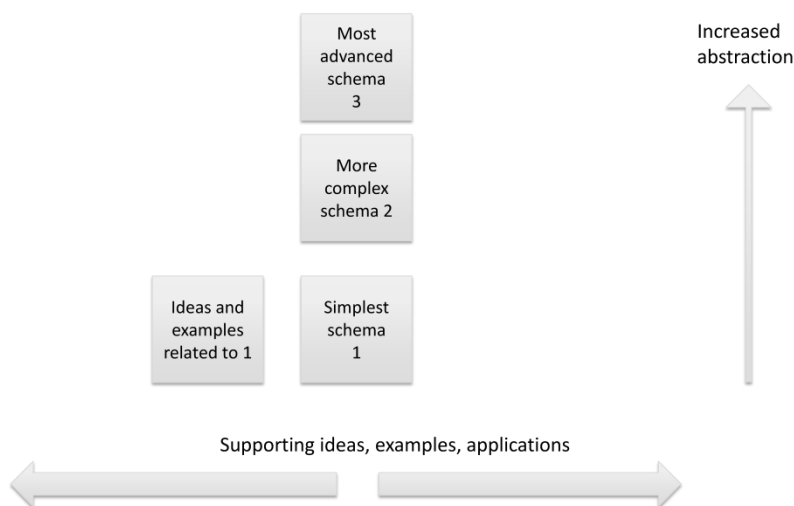 Most
advanced
schema
3
Increased
abstraction
More
complex
schema 2
Ideas and
examples
related to 1
Simplest
schema
1
Supporting ideas, examples, applications